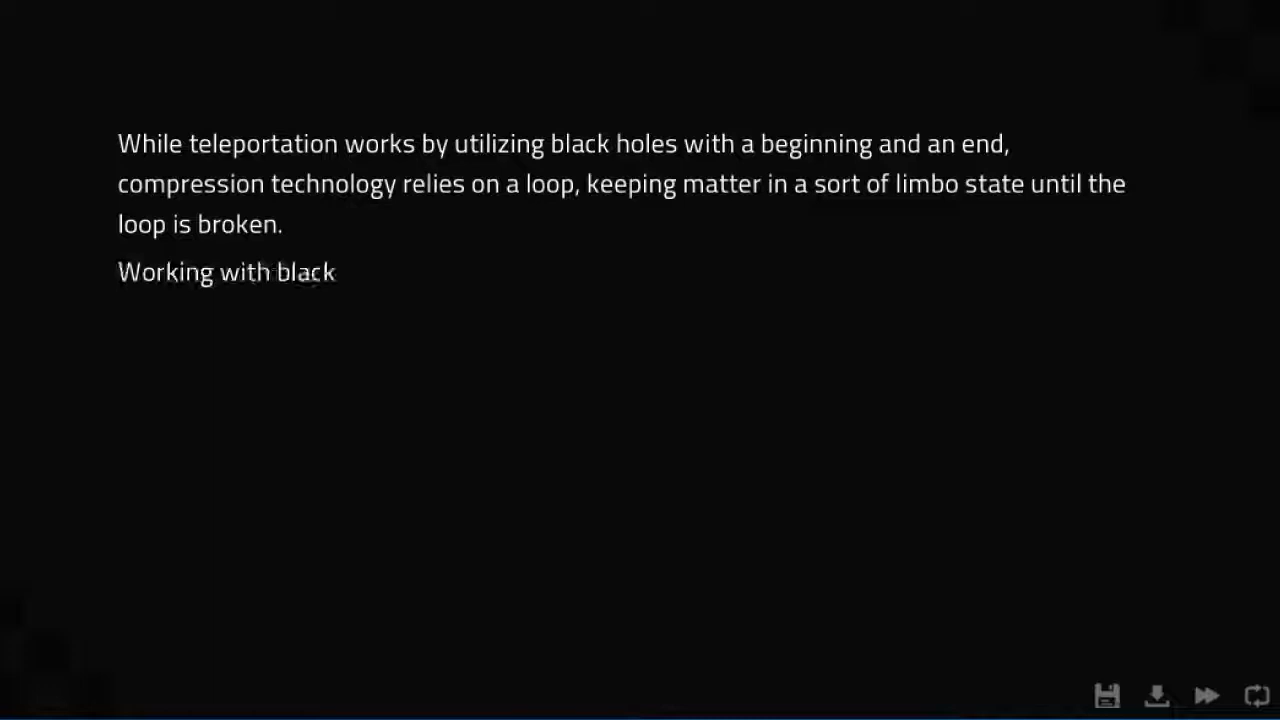 While teleportation works by utilizing black holes with a beginning and an end,
compression technology relies on a loop, keeping matter in a sort of limbo state until the
loop is broken.
Working with black